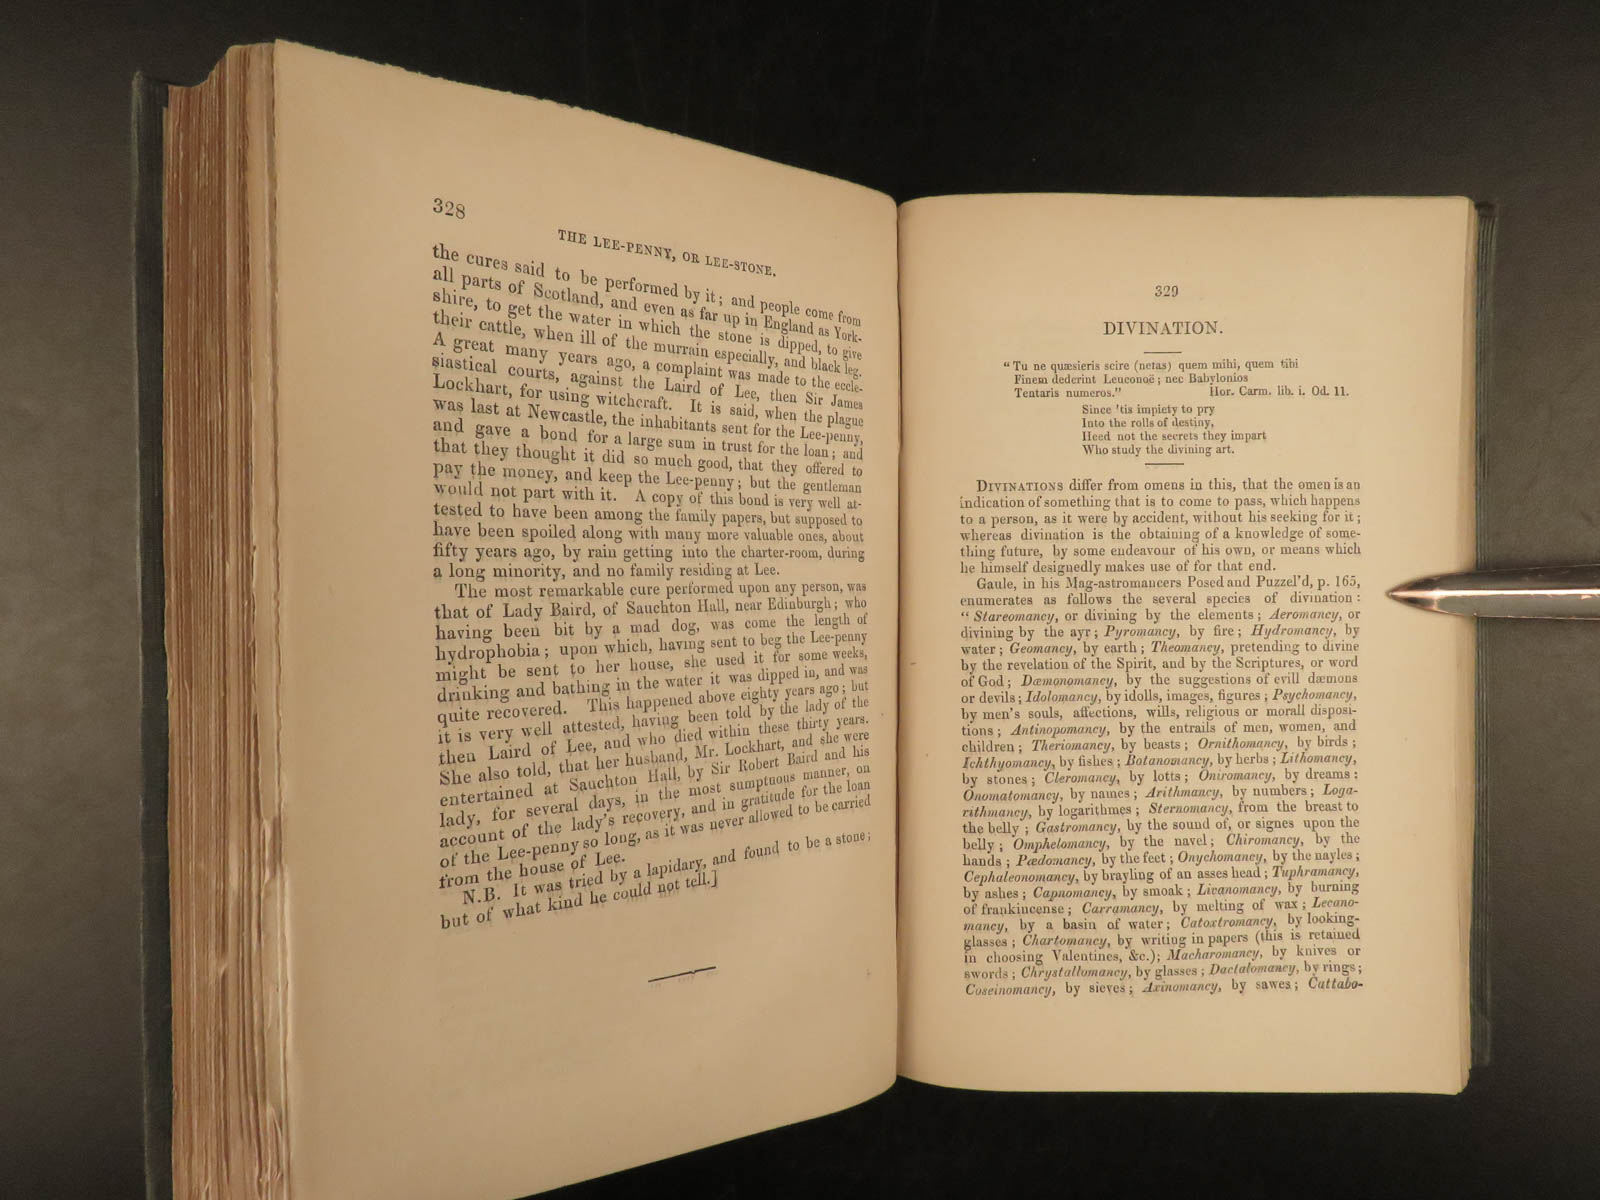 328
THE LEE-PENNY, OR LEE-STONE.
the cures said to be performed by it; and people come from
all parts of Scotland, and even as far up in England as York-
shire, to get the water in which the stone is dipped, to give
their cattle, when ill of the murrain especially, and black leg.
A great many years ago, a complaint was made to the eccle-
siastical courts, against the Laird of Lee, then Sir James
Lockhart, for using witchcraft. It is said, when the plague
was last at Newcastle, the inhabitants sent for the Lee-penny,
and gave a bond for a large sum in trust for the loan; and
that they thought it did so much good, that they offered to
pay the money, and keep the Lee-penny; but the gentleman
would not part with it. A copy of this bond is very well at-
tested to have been among the family papers, but supposed to
have been spoiled along with many more valuable ones, about
fifty years ago, by rain getting into the charter-room, during
a long minority, and no family residing at Lee.
The most remarkable cure performed upon any person, was
that of Lady Baird, of Sauchton Hall, near Edinburgh; who
having been bit by a mad dog, was come the length of
hydrophobia; upon which, having sent to beg the Lee-penny
might be sent to her house, she used it for some weeks,
drinking and bathing in the water it was dipped in, and was
quite recovered. This happened above eighty years ago; but
it is very well attested, having been told by the lady of the
then Laird of Lee, and who died within these thirty years.
She also told, that her husband, Mr. Lockhart, and she were
entertained at Sauchton Hall, by Sir Robert Baird and his
lady, for several days, in the most sumptuous manner, on
account of the lady's recovery, and in gratitude for the loan
of the Lee-penny so long, as it was never allowed to be carried
from the house of Lee.
N.B. It was tried by a lapidary, and found to be a stone;
but of what kind he could not tell.]
329
DIVINATION.
"Tu ne quæsieris scire (nefas) quem mihi, quem tibi
Finem dederint Leuconoë; nec Babylonios
Tentaris numeros." Hor. Carm. lib. i. Od. 11.
Since 'tis impiety to pry
Into the rolls of destiny,
Heed not the secrets they impart
Who study the divining art.
DIVINATIONS differ from omens in this, that the omen is an
indication of something that is to come to pass, which happens
to a person, as it were by accident, without his seeking for it;
whereas divination is the obtaining of a knowledge of some-
thing future, by some endeavour of his own, or means which
he himself designedly makes use of for that end.
Gaule, in his Mag-astromancers Posed and Puzzel'd, p. 165,
enumerates as follows the several species of divination:
"Stareomancy, or divining by the elements; Aeromancy, or
divining by the ayr; Pyromancy, by fire; Hydromancy, by
water; Geomancy, by earth; Theomancy, pretending to divine
by the revelation of the Spirit, and by the Scriptures, or word
of God; Dæmonomancy, by the suggestions of evill dæmons
or devils; Idolomancy, by idolls, images, figures; Psychomancy,
by men's souls, affections, wills, religious or morall disposi-
tions; Antinopomancy, by the entrails of men, women, and
children; Theriomancy, by beasts; Ornithomancy, by birds;
Ichthyomancy, by fishes; Botanomancy, by herbs; Lithomancy,
by stones; Cleromancy, by lotts; Oniromancy, by dreams:
Onomatomancy, by names; Arithmancy, by numbers; Loga-
rithmancy, by logarithmes; Sternomancy, from the breast to
the belly; Gastromancy, by the sound of, or signes upon the
belly; Omphelomancy, by the navel; Chiromancy, by the
hands; Pædomancy, by the feet; Onychomancy, by the nayles;
Cephaleonomancy, by brayling of an asses head; Tuphramancy,
by ashes; Capnomancy, by smoak; Livanomancy, by burning
of frankincense; Carramancy, by melting of wax; Lecano-
mancy, by a basin of water; Catoxtromancy, by looking-
glasses; Chartomancy, by writing in papers (this is retained
in choosing Valentines, &c.); Macharomancy, by knives or
swords; Chrystallomancy, by glasses; Dactalomancy, by rings;
Coseinomancy, by sieves; Axinomancy, by sawes; Cattabo-